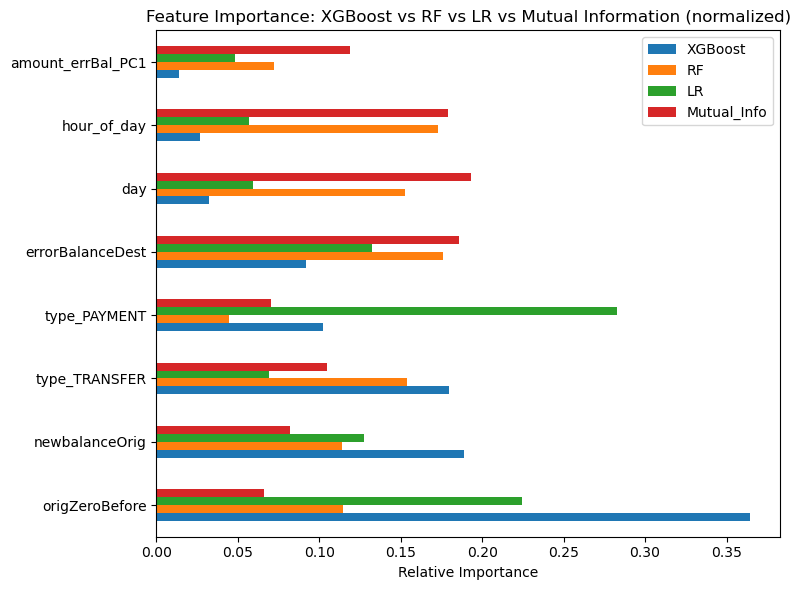 Feature Importance: XGBoost vs RF vs LR vs Mutual Information (normalized)
XGBoost
RF
LR
Mutual_Info
amount_errBal_PC1
hour_of_day
day
errorBalanceDest
type_PAYMENT
type_TRANSFER
newbalanceOrig
origZeroBefore
0.00 0.05 0.10 0.15 0.20 0.25 0.30 0.35
Relative Importance